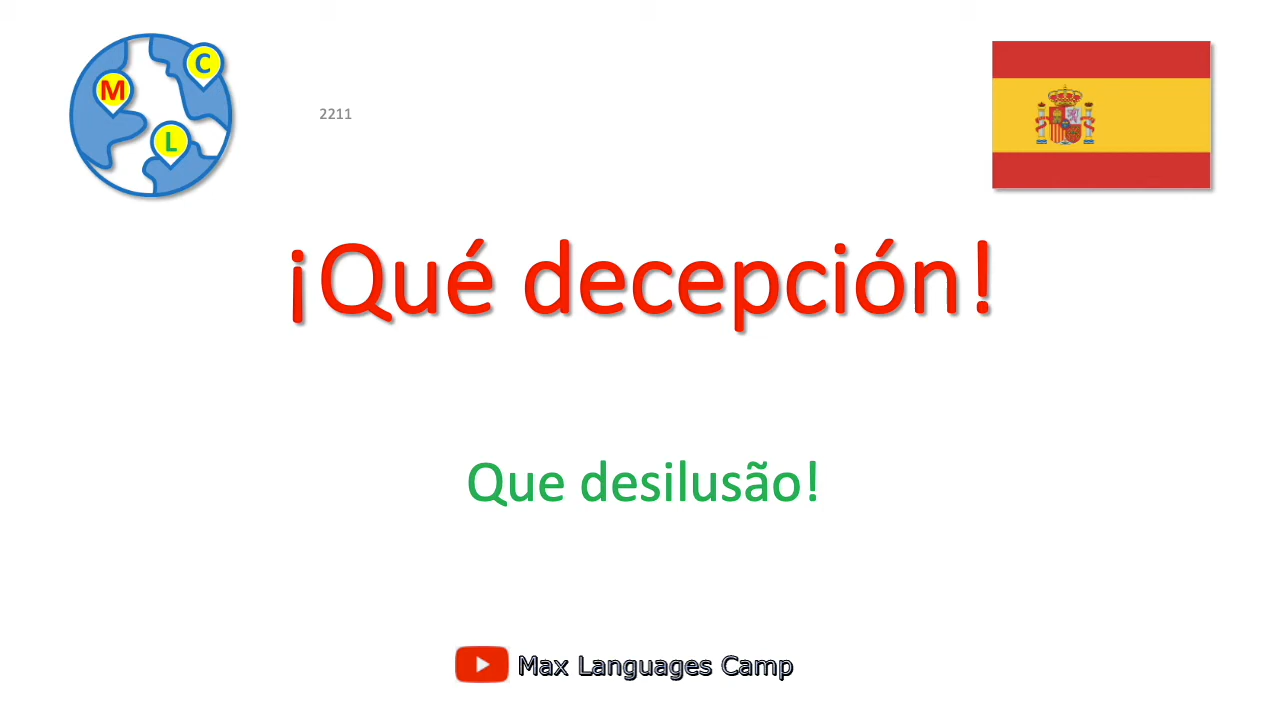 M
C
L
2211
¡Qué decepción!
Que desilusão!
Max Languages Camp